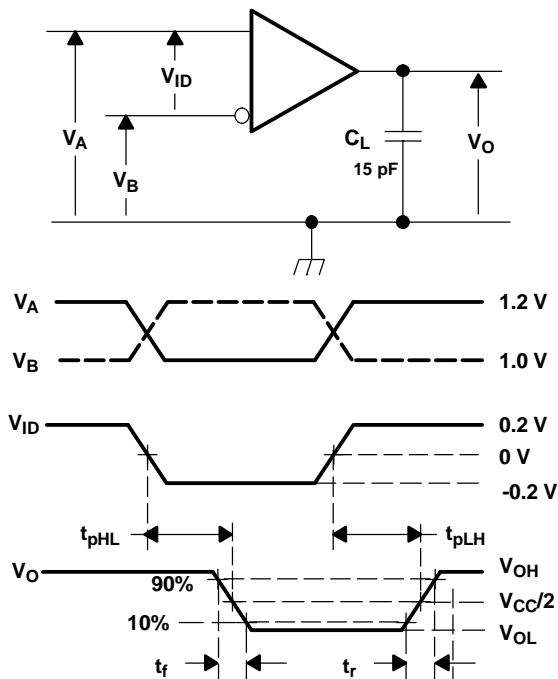 V_ID
V_A
V_B
C_L
15 pF
V_O
V_A
1.2 V
V_B
1.0 V
V_ID
0.2 V
0 V
-0.2 V
t_pHL
t_pLH
V_O
V_OH
90%
V_CC/2
10%
V_OL
t_f
t_r